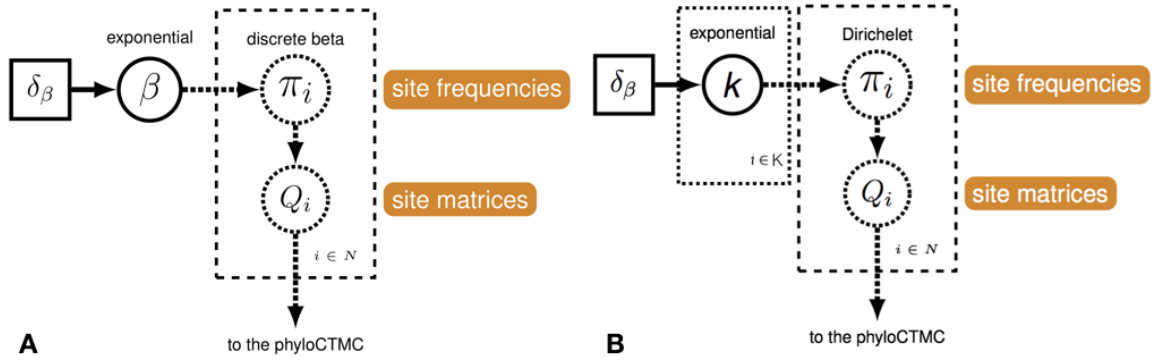 exponential
discrete beta
δβ
β
πi
site frequencies
Qi
site matrices
i ∈ N
A
to the phyloCTMC
exponential
Dirichelet
δβ
k
πi
site frequencies
i ∈ K
Qi
site matrices
i ∈ N
B
to the phyloCTMC